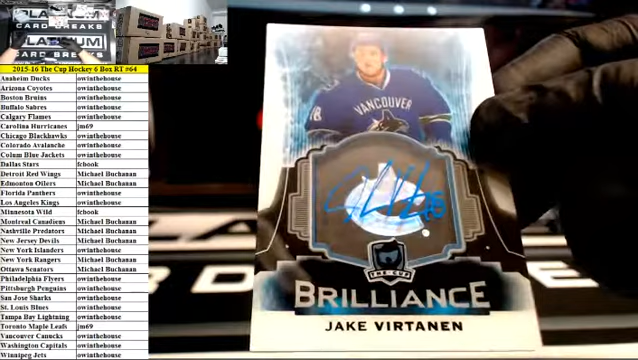 PLATINUM
CARD BREAKS
PLATINUM
CARD BREAKS
2015-16 The Cup Hockey 6 Box RT #64
Anaheim Ducks owinthehouse
Arizona Coyotes owinthehouse
Boston Bruins owinthehouse
Buffalo Sabres owinthehouse
Calgary Flames owinthehouse
Carolina Hurricanes jm69
Chicago Blackhawks owinthehouse
Colorado Avalanche owinthehouse
Colum Blue Jackets owinthehouse
Dallas Stars fcbook
Detroit Red Wings Michael Buchanan
Edmonton Oilers Michael Buchanan
Florida Panthers owinthehouse
Los Angeles Kings owinthehouse
Minnesota Wild fcbook
Montreal Canadiens Michael Buchanan
Nashville Predators Michael Buchanan
New Jersey Devils Michael Buchanan
New York Islanders owinthehouse
New York Rangers Michael Buchanan
Ottawa Senators Michael Buchanan
Philadelphia Flyers owinthehouse
Pittsburgh Penguins owinthehouse
San Jose Sharks owinthehouse
St. Louis Blues owinthehouse
Tampa Bay Lightning owinthehouse
Toronto Maple Leafs jm69
Vancouver Canucks owinthehouse
Washington Capitals owinthehouse
Winnipeg Jets owinthehouse
18
VANCOUVER
THE CUP
BRILLIANCE
JAKE VIRTANEN